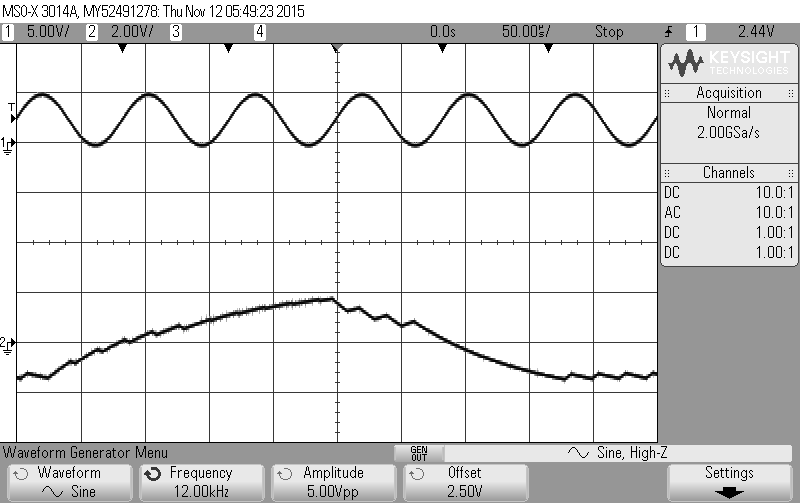 MSO-X 3014A, MY52491278: Thu Nov 12 05:49:23 2015
1 5.00V/ 2 2.00V/ 3 4 0.0s 50.00us/ Stop 1 2.44V
KEYSIGHT
TECHNOLOGIES
Acquisition
Normal
2.00GSa/s
Channels
DC 10.0:1
AC 10.0:1
DC 1.00:1
DC 1.00:1
T
1
2
Waveform Generator Menu
GEN
OUT
Sine, High-Z
Waveform
Sine
Frequency
12.00kHz
Amplitude
5.00Vpp
Offset
2.50V
Settings